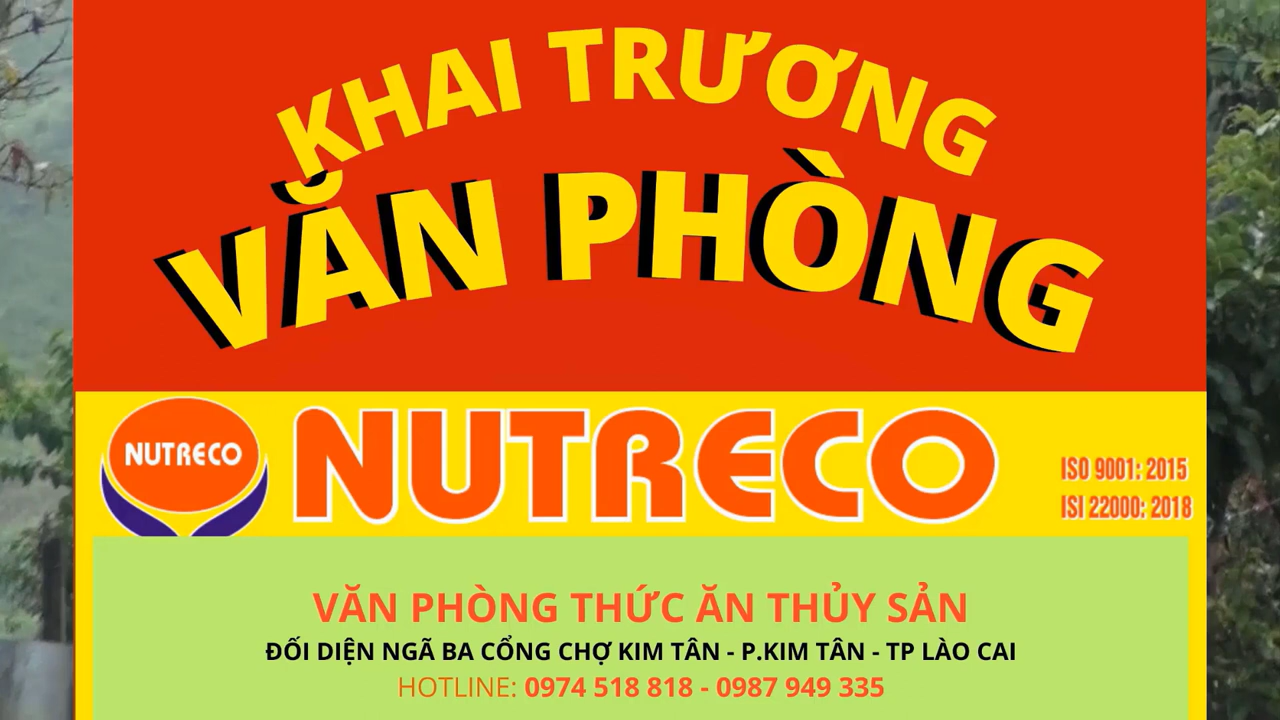 KHAI TRƯƠNG
VĂN PHÒNG
NUTRECO
NUTRECO
ISO 9001: 2015
ISI 22000: 2018
VĂN PHÒNG THỨC ĂN THỦY SẢN
ĐỐI DIỆN NGÃ BA CỔNG CHỢ KIM TÂN - P.KIM TÂN - TP LÀO CAI
HOTLINE: 0974 518 818 - 0987 949 335